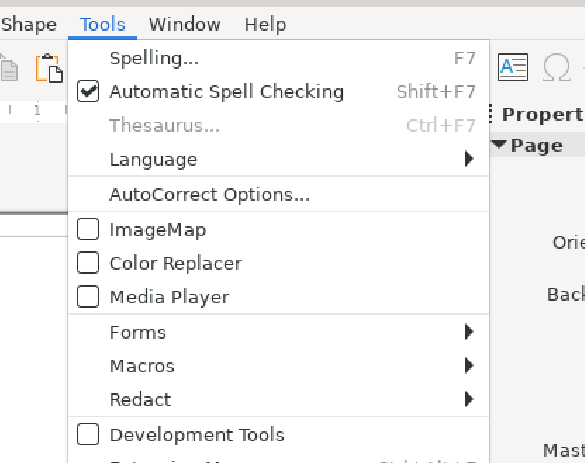 Shape Tools Window Help
Spelling... F7
Automatic Spell Checking Shift+F7
Thesaurus... Ctrl+F7
Language
AutoCorrect Options...
ImageMap
Color Replacer
Media Player
Forms
Macros
Redact
Development Tools
A
Ω
Propert
Page
Orie
Back
Mast